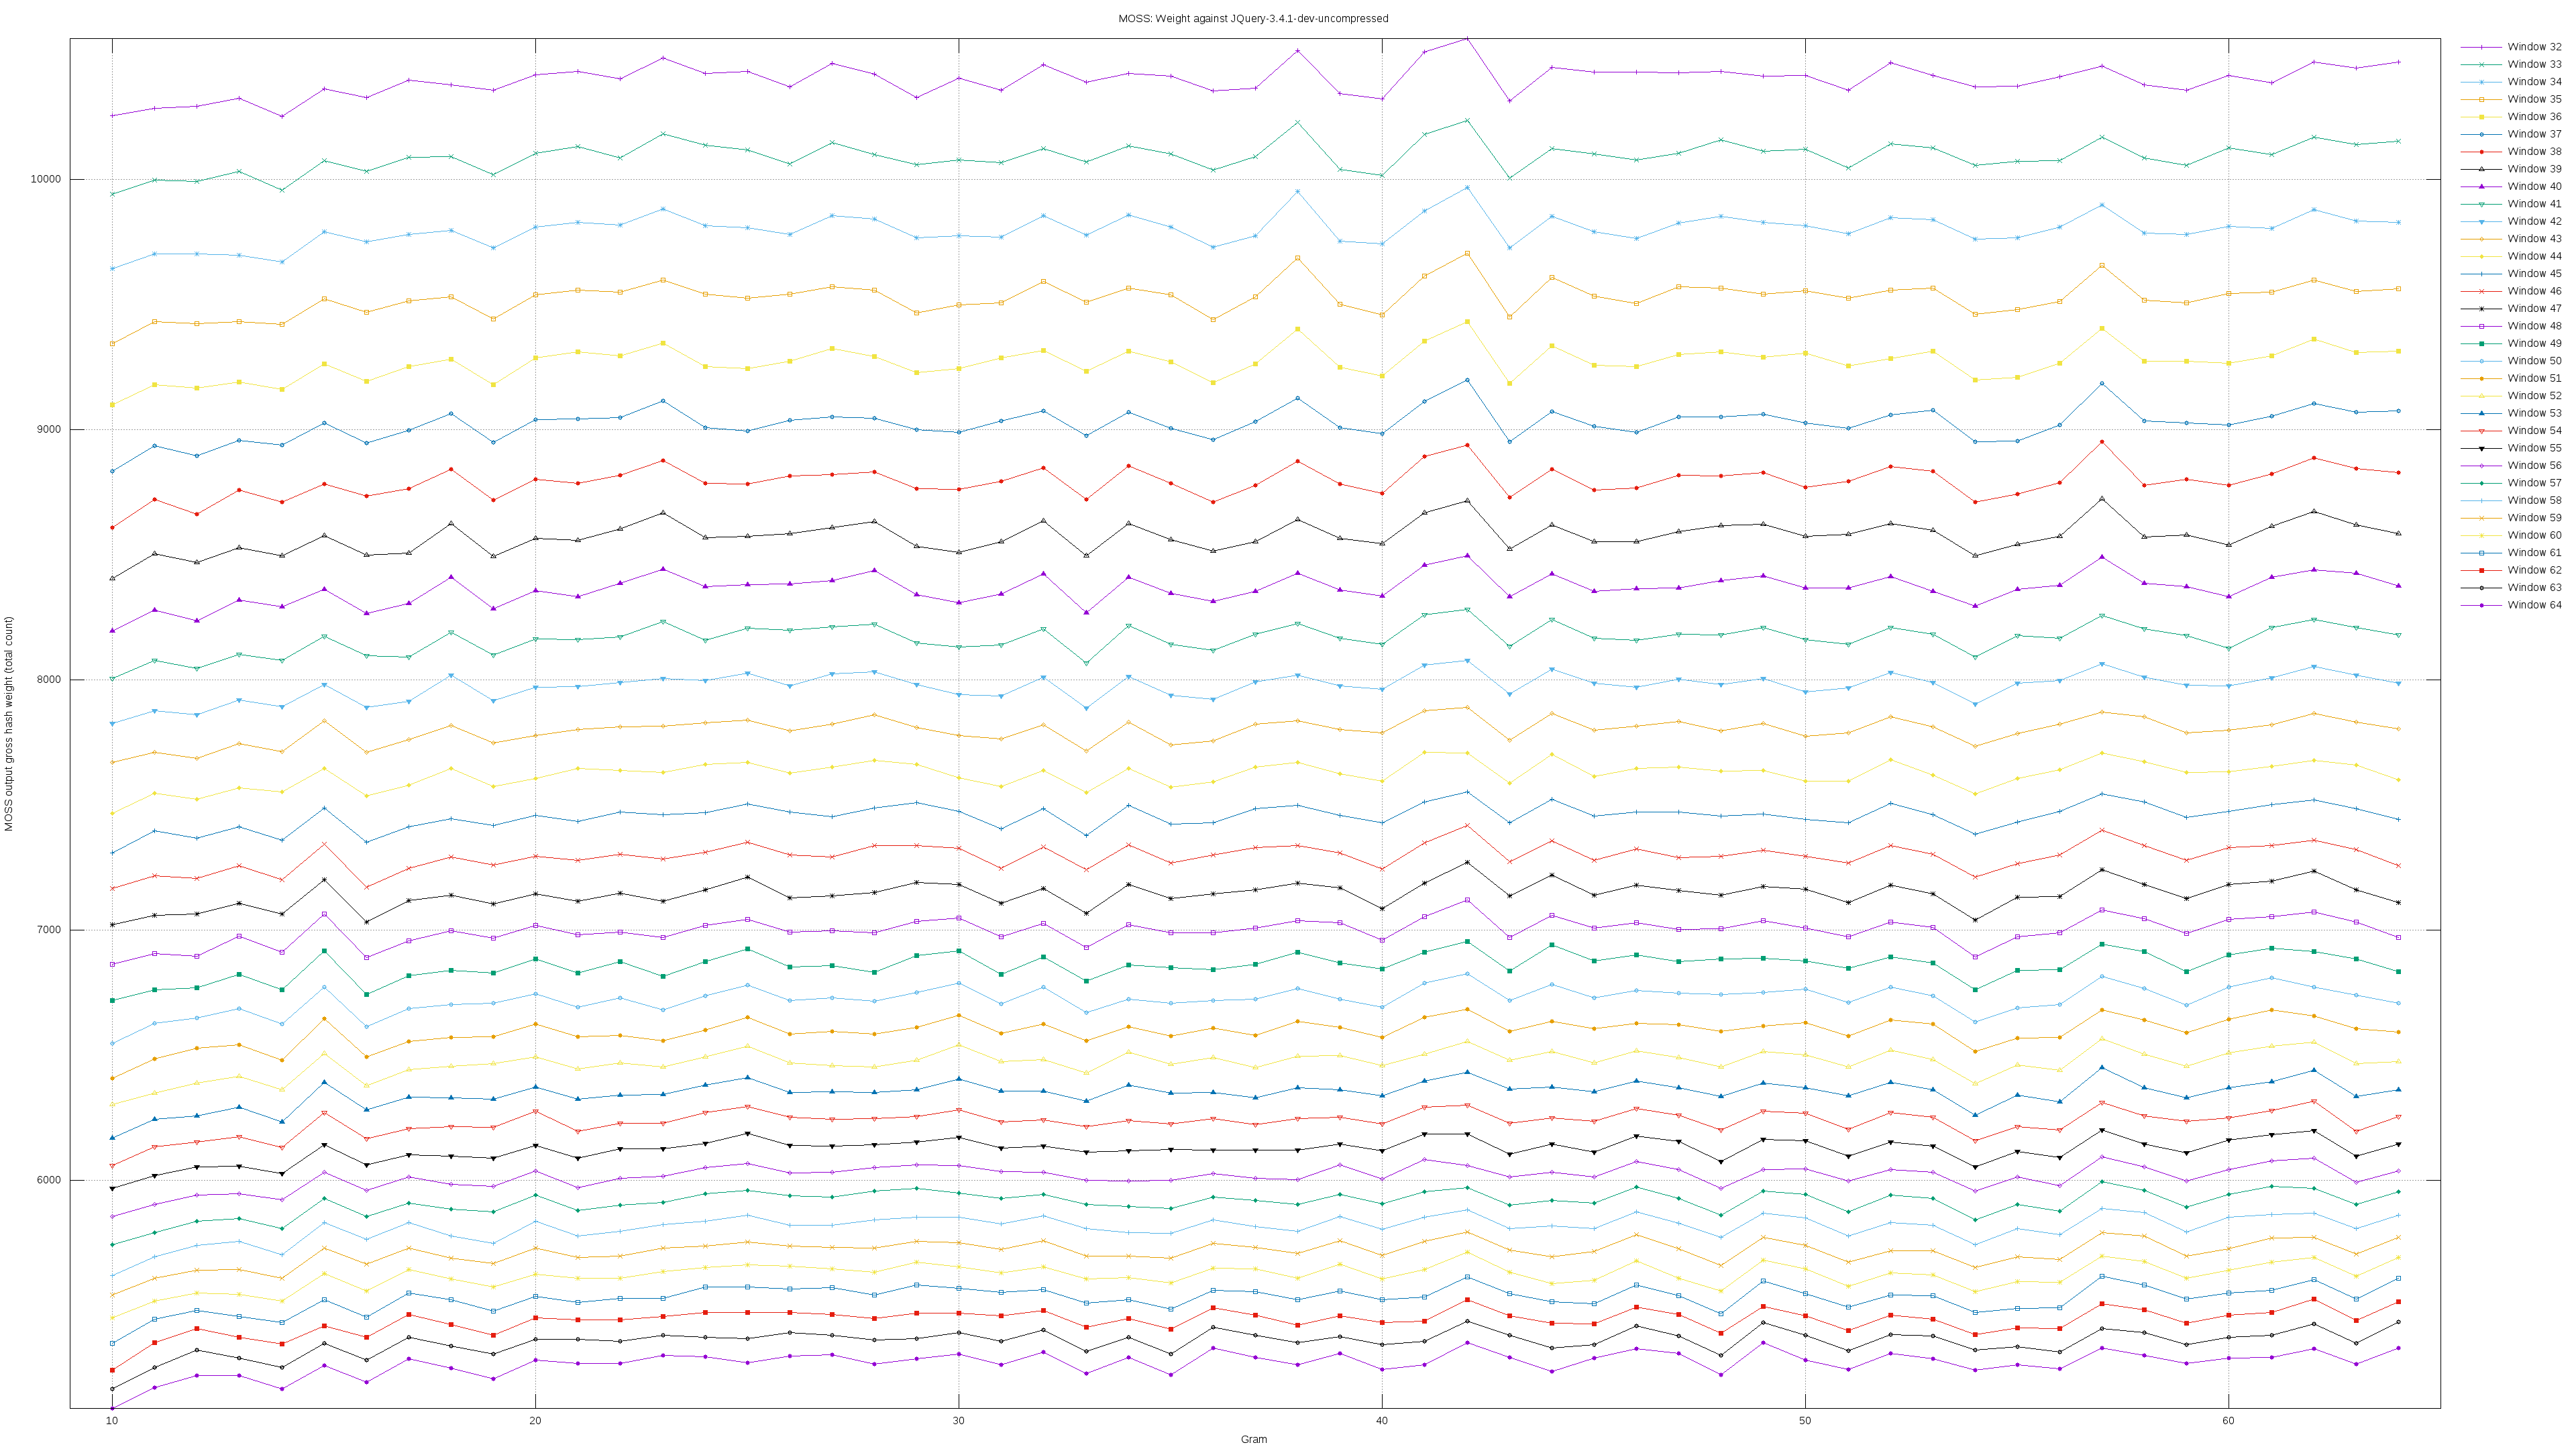 MOSS: Weight against JQuery-3.4.1-dev-uncompressed
MOSS output gross hash weight (total count)
10000
9000
8000
7000
6000
10 20 30 40 50 60
Gram
Window 32
Window 33
Window 34
Window 35
Window 36
Window 37
Window 38
Window 39
Window 40
Window 41
Window 42
Window 43
Window 44
Window 45
Window 46
Window 47
Window 48
Window 49
Window 50
Window 51
Window 52
Window 53
Window 54
Window 55
Window 56
Window 57
Window 58
Window 59
Window 60
Window 61
Window 62
Window 63
Window 64